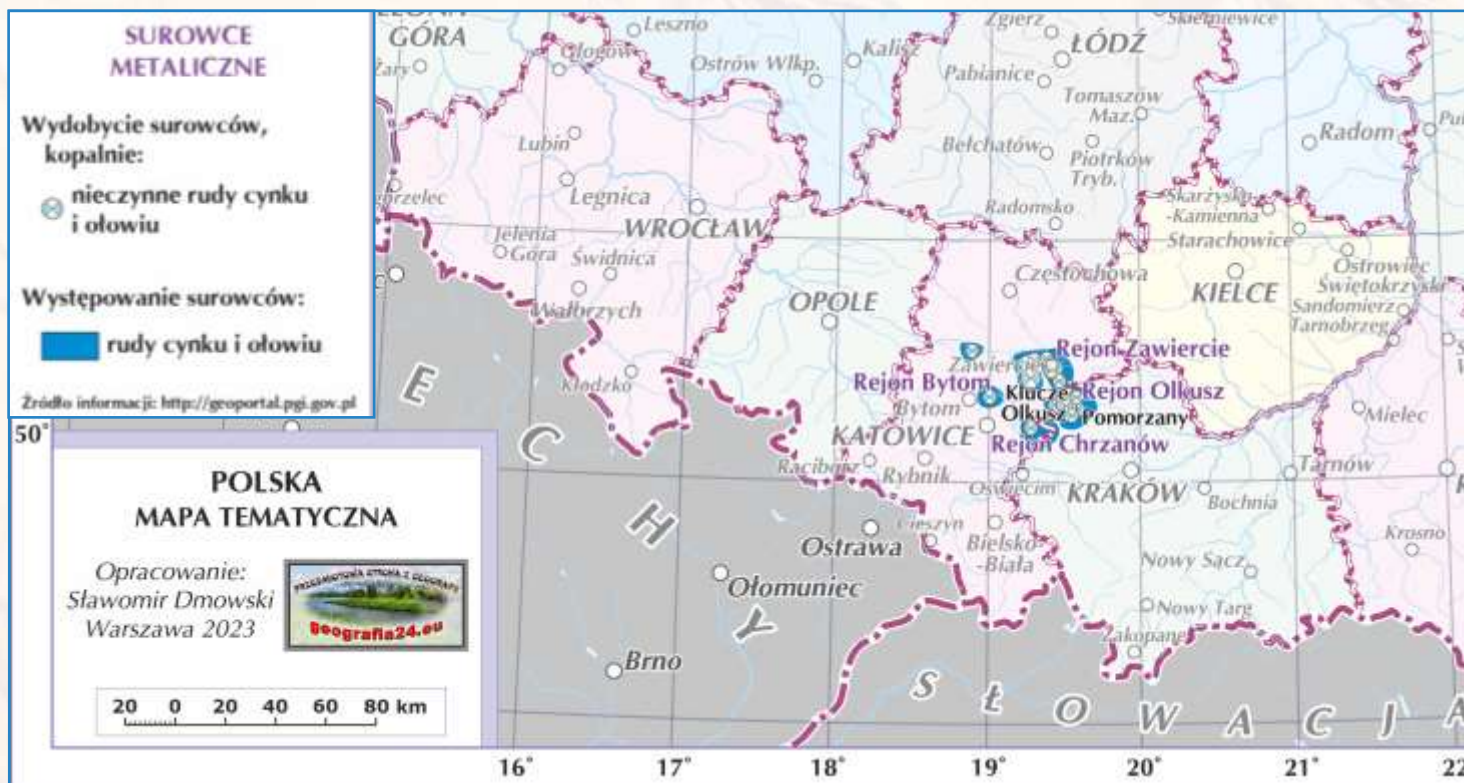 SUROWCE
METALICZNE
Wydobycie surowców,
kopalnie:
nieczynne rudy cynku
i ołowiu
Występowanie surowców:
rudy cynku i ołowiu
Źródło informacji: http://geoportal.pgi.gov.pl
50°
POLSKA
MAPA TEMATYCZNA
Opracowanie:
Sławomir Dmowski
Warszawa 2023
PRZEDMIOTOWA STRONA Z GEOGRAFII
geografia24.eu
20 0 20 40 60 80 km
GÓRA
Leszno
Zgierz
Skierniewice
Żary
Głogów
Ostrów Wlkp.
Kalisz
ŁÓDŹ
Pabianice
Tomaszów
Maz.
Lubin
Bełchatów
Piotrków
Tryb.
Radom
Legnica
WROCŁAW
Radomsko
Skarżysko
-Kamienna
Starachowice
Jelenia
Góra
Świdnica
Wałbrzych
Częstochowa
Ostrowiec
Świętokrzyski
KIELCE
Sandomierz
Tarnobrzeg
OPOLE
Kłodzko
Zawiercie
Rejon Zawiercie
Rejon Bytom
Klucze
Rejon Olkusz
Bytom
Olkusz
Pomorzany
Mielec
KATOWICE
Rejon Chrzanów
Racibórz
Rybnik
Oświęcim
KRAKÓW
Bochnia
Tarnów
Cieszyn
Bielsko-
-Biała
Krosno
Ostrawa
Nowy Sącz
Ołomuniec
Nowy Targ
Zakopane
Brno
E C H Y
S Ł O W A C J A
16° 17° 18° 19° 20° 21° 22